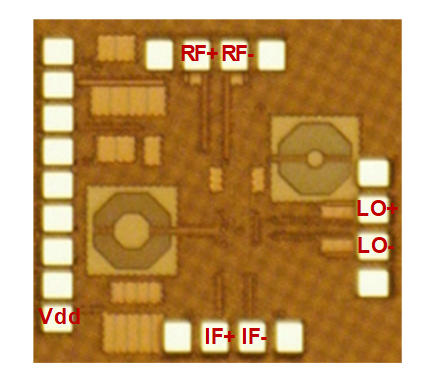 RF+ RF-
LO+
LO-
Vdd
IF+ IF-